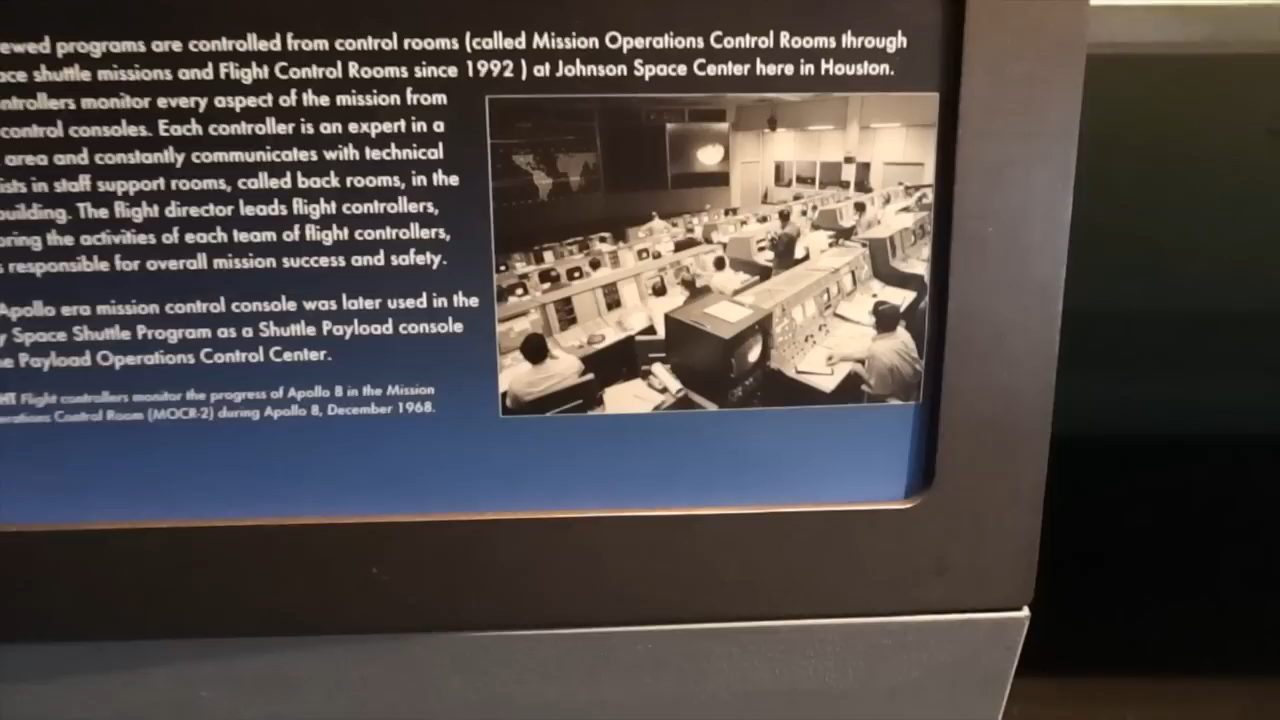 ewed programs are controlled from control rooms (called Mission Operations Control Rooms through
ace shuttle missions and Flight Control Rooms since 1992 ) at Johnson Space Center here in Houston.
ntrollers monitor every aspect of the mission from
control consoles. Each controller is an expert in a
area and constantly communicates with technical
ists in staff support rooms, called back rooms, in the
building. The flight director leads flight controllers,
oring the activities of each team of flight controllers,
s responsible for overall mission success and safety.
Apollo era mission control console was later used in the
y Space Shuttle Program as a Shuttle Payload console
e Payload Operations Control Center.
HT Flight controllers monitor the progress of Apollo 8 in the Mission
erations Control Room (MOCR-2) during Apollo 8, December 1968.